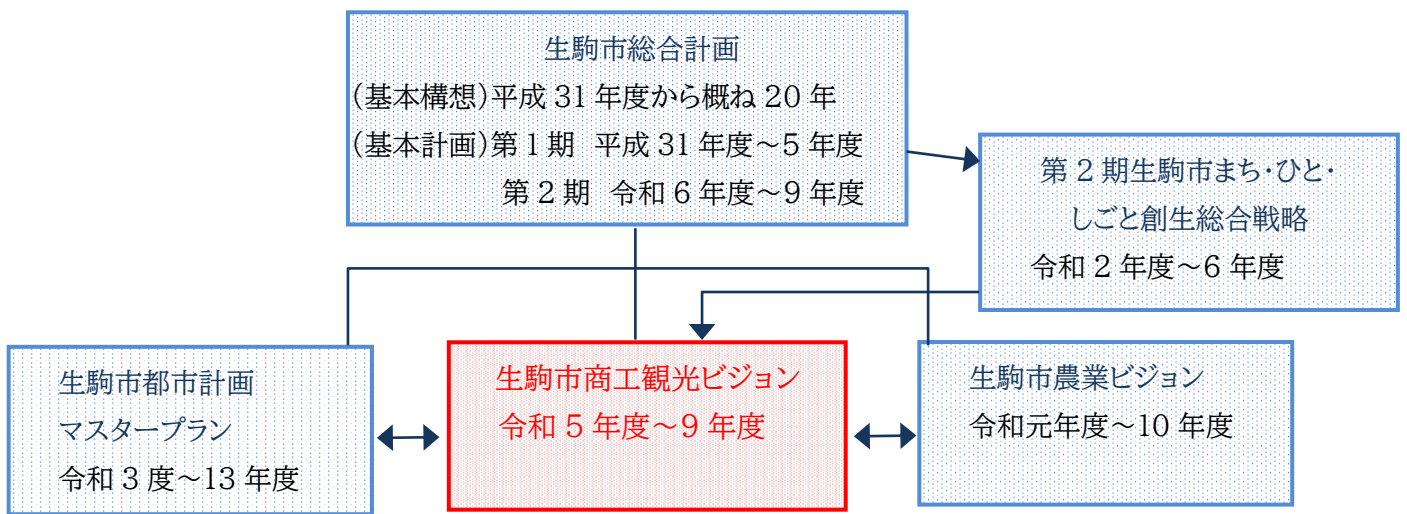 生駒市総合計画
(基本構想)平成 31 年度から概ね 20 年
(基本計画)第 1 期 平成 31 年度～5 年度
第 2 期 令和 6 年度～9 年度
第 2 期生駒市まち・ひと・
しごと創生総合戦略
令和 2 年度～6 年度
生駒市都市計画
マスタープラン
令和 3 度～13 年度
生駒市商工観光ビジョン
令和 5 年度～9 年度
生駒市農業ビジョン
令和元年度～10 年度